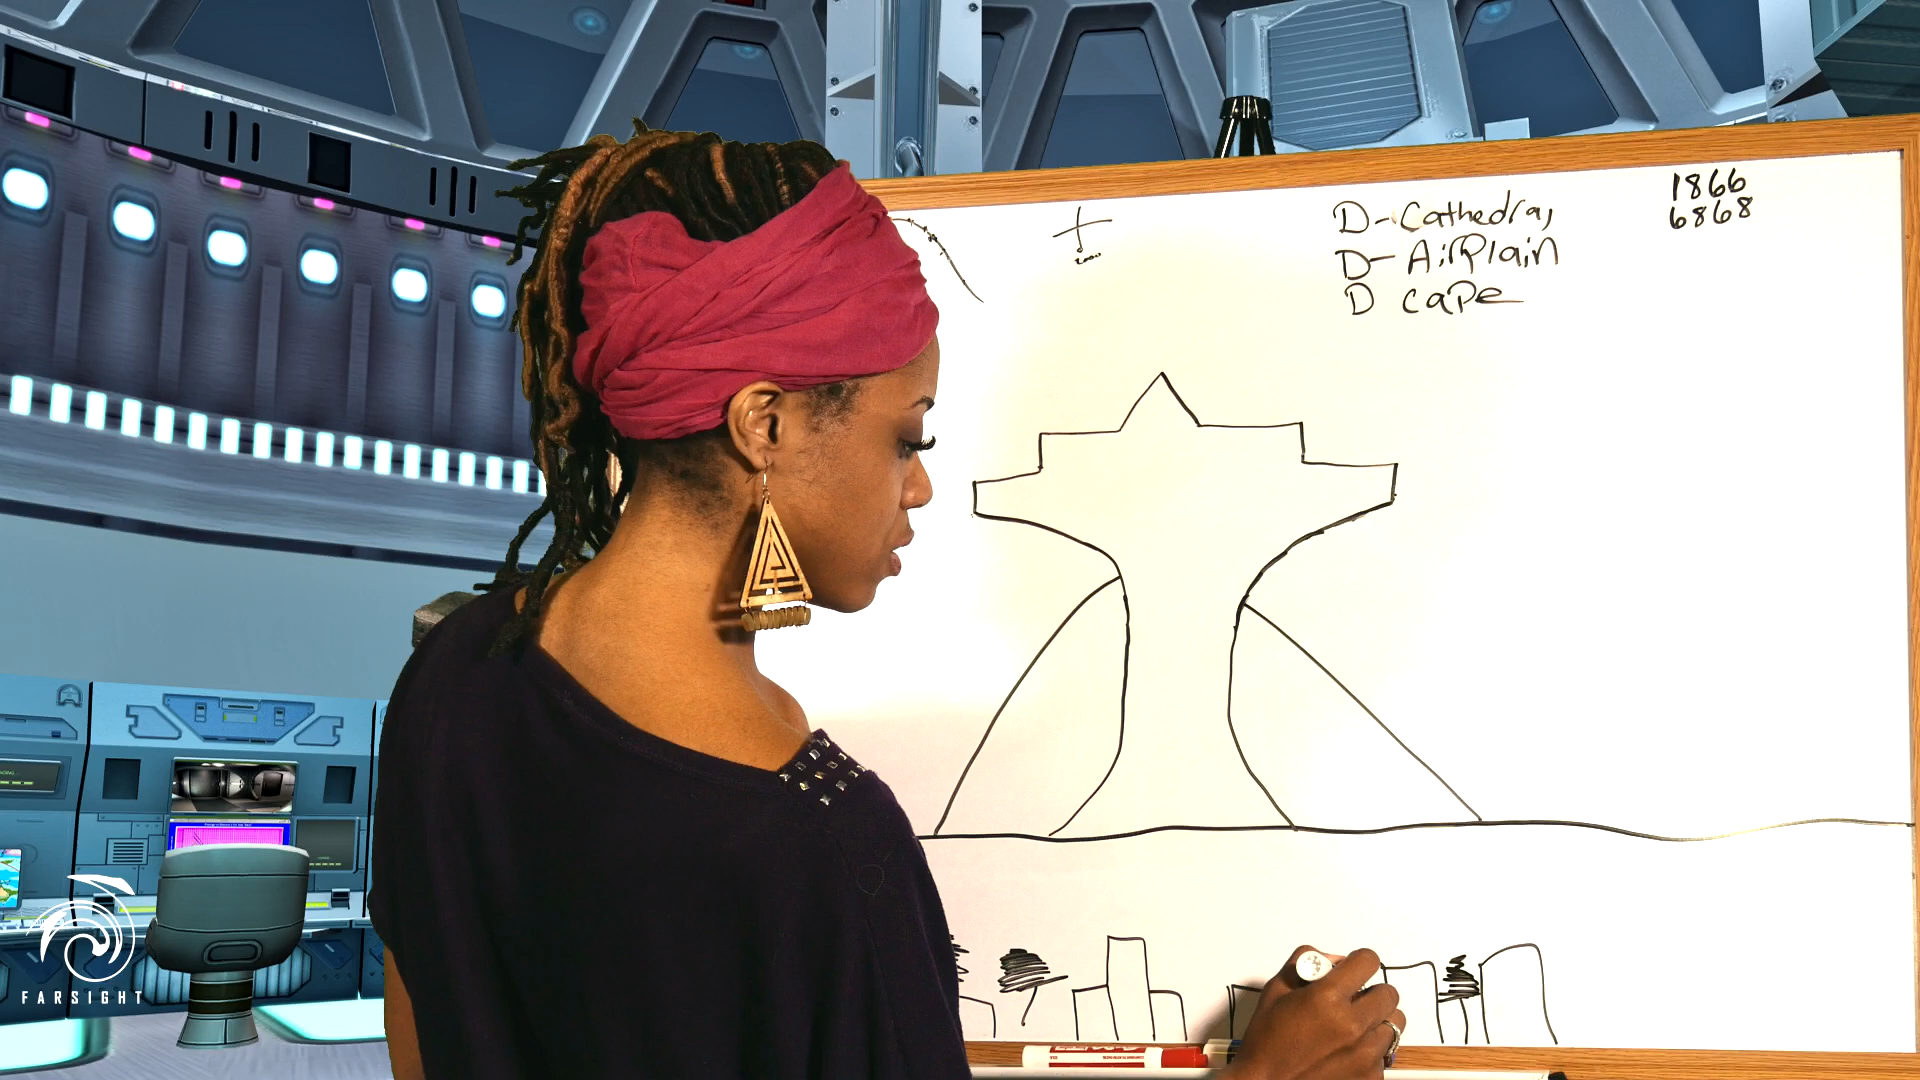 D-Cathedral
D-AirPlain
D caPe
1866
6868
FARSIGHT